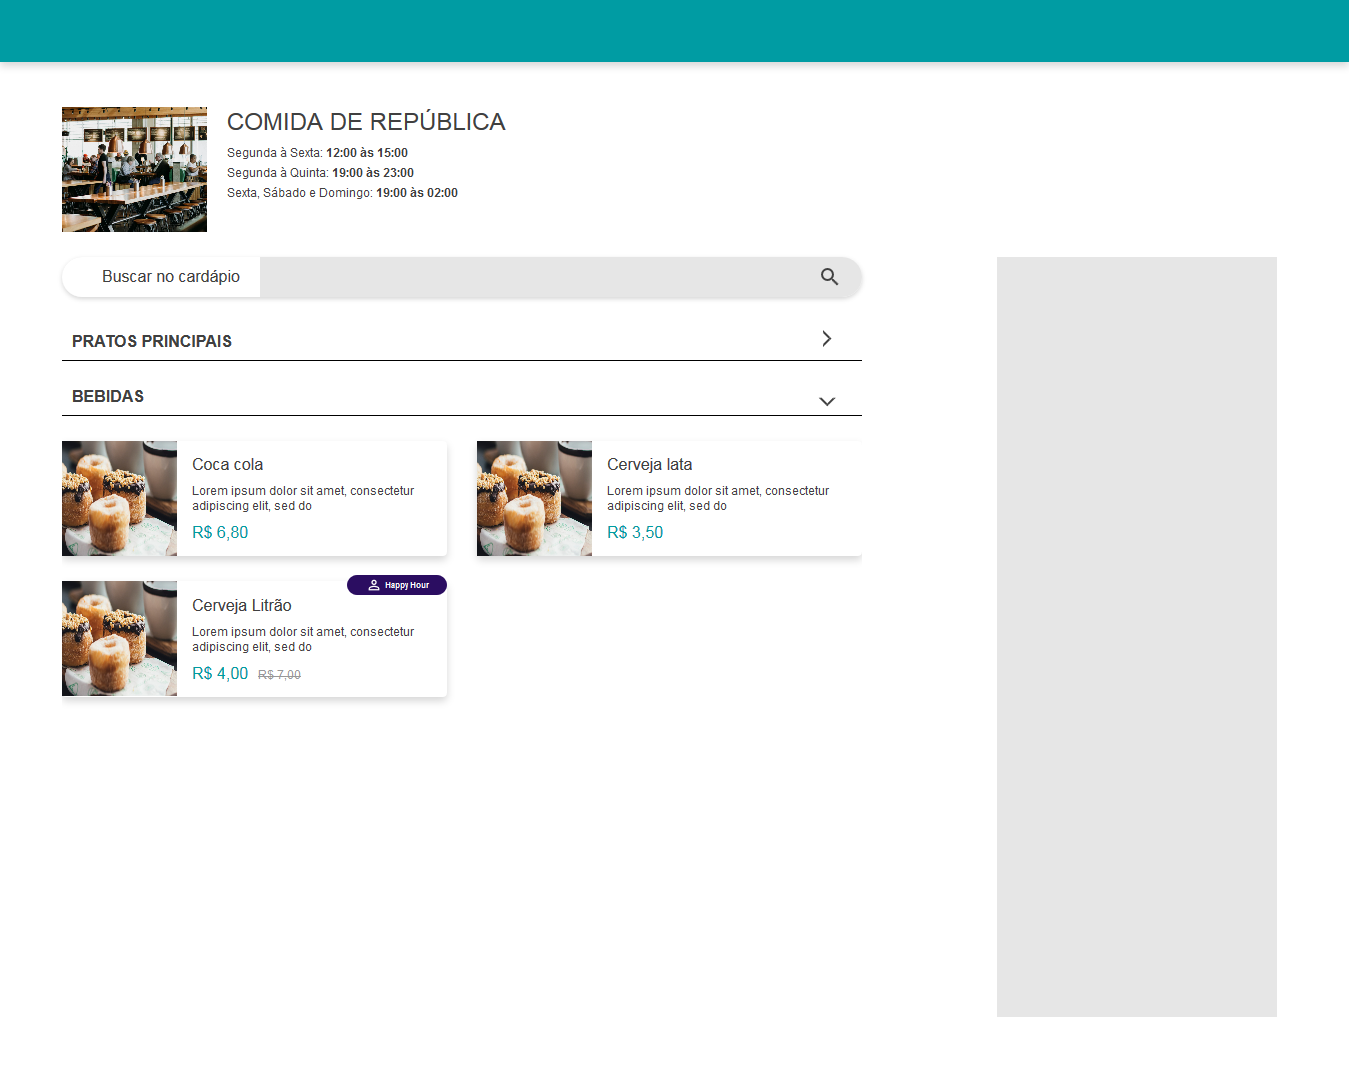 COMIDA DE REPÚBLICA
Segunda à Sexta: 12:00 às 15:00
Segunda à Quinta: 19:00 às 23:00
Sexta, Sábado e Domingo: 19:00 às 02:00
Buscar no cardápio
PRATOS PRINCIPAIS
BEBIDAS
Coca cola
Lorem ipsum dolor sit amet, consectetur
adipiscing elit, sed do
R$ 6,80
Cerveja lata
Lorem ipsum dolor sit amet, consectetur
adipiscing elit, sed do
R$ 3,50
Happy Hour
Cerveja Litrão
Lorem ipsum dolor sit amet, consectetur
adipiscing elit, sed do
R$ 4,00 R$ 7,00